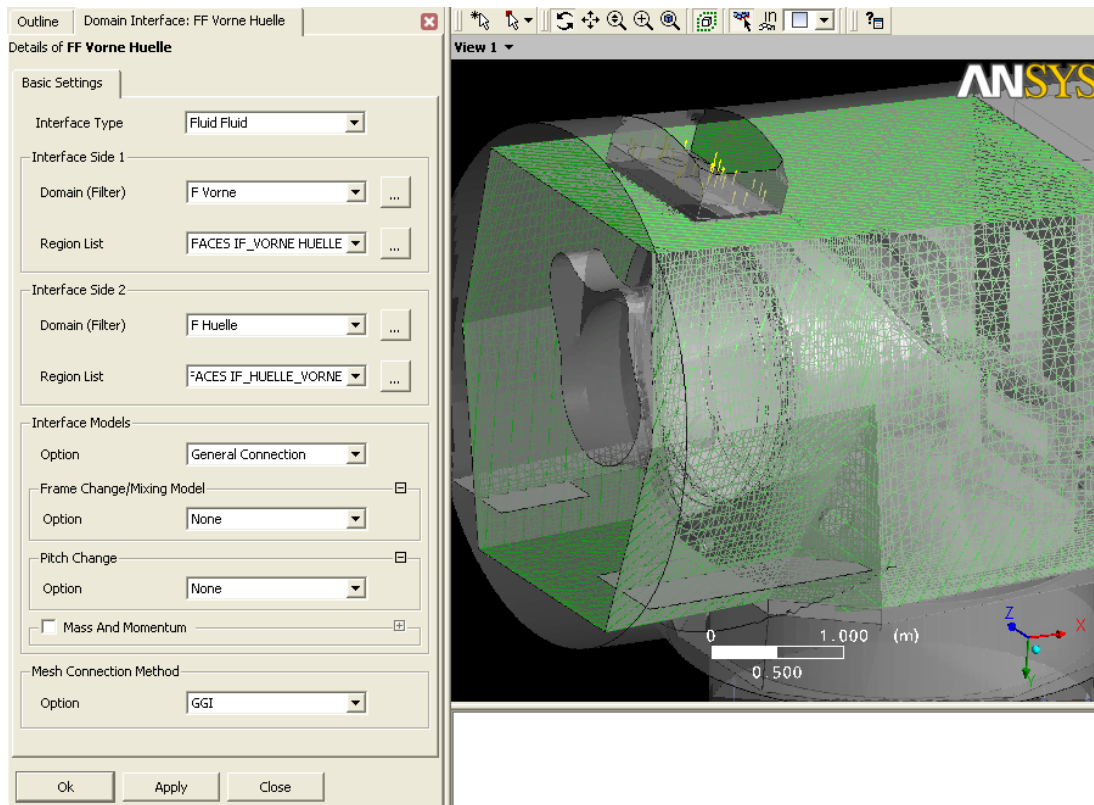 Outline
Domain Interface: FF Vorne Huelle
Details of FF Vorne Huelle
Basic Settings
Interface Type
Fluid Fluid
Interface Side 1
Domain (Filter)
F Vorne
...
Region List
FACES IF_VORNE HUELLE
...
Interface Side 2
Domain (Filter)
F Huelle
...
Region List
FACES IF_HUELLE_VORNE
...
Interface Models
Option
General Connection
Frame Change/Mixing Model
Option
None
Pitch Change
Option
None
Mass And Momentum
Mesh Connection Method
Option
GGI
Ok
Apply
Close
View 1
ANSYS
0
1.000
(m)
0.500
Z
X
Y